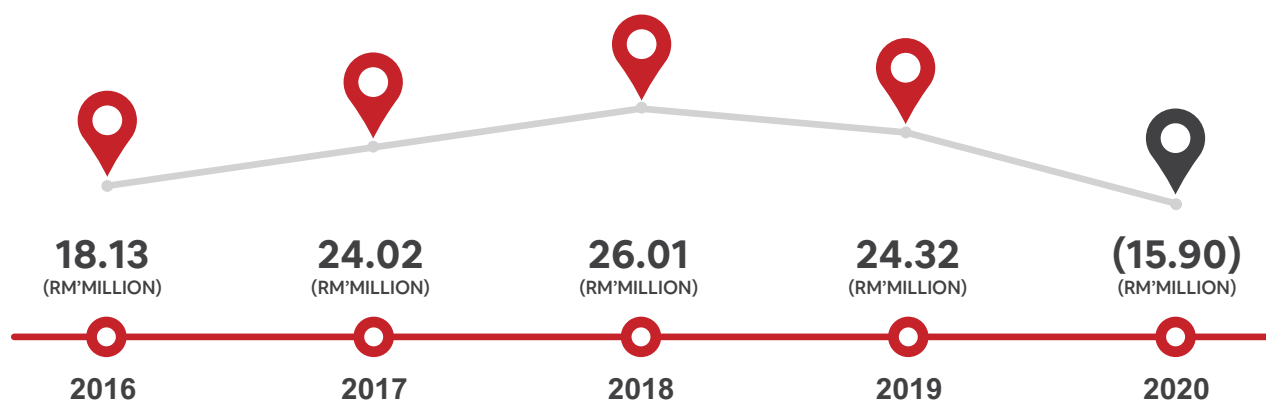 18.13 24.02 26.01 24.32 (15.90)
(RM’MILLION) (RM’MILLION) (RM’MILLION) (RM’MILLION) (RM’MILLION)
2016 2017 2018 2019 2020